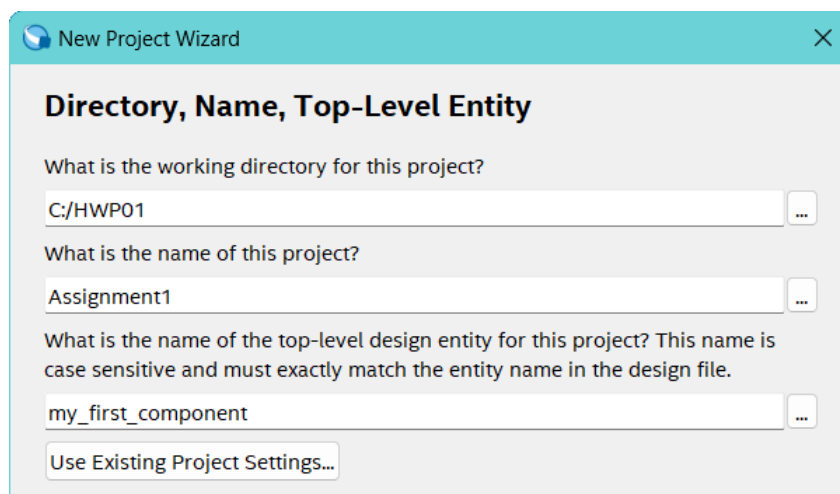 New Project Wizard
Directory, Name, Top-Level Entity
What is the working directory for this project?
C:/HWP01
...
What is the name of this project?
Assignment1
...
What is the name of the top-level design entity for this project? This name is
case sensitive and must exactly match the entity name in the design file.
my_first_component
...
Use Existing Project Settings...